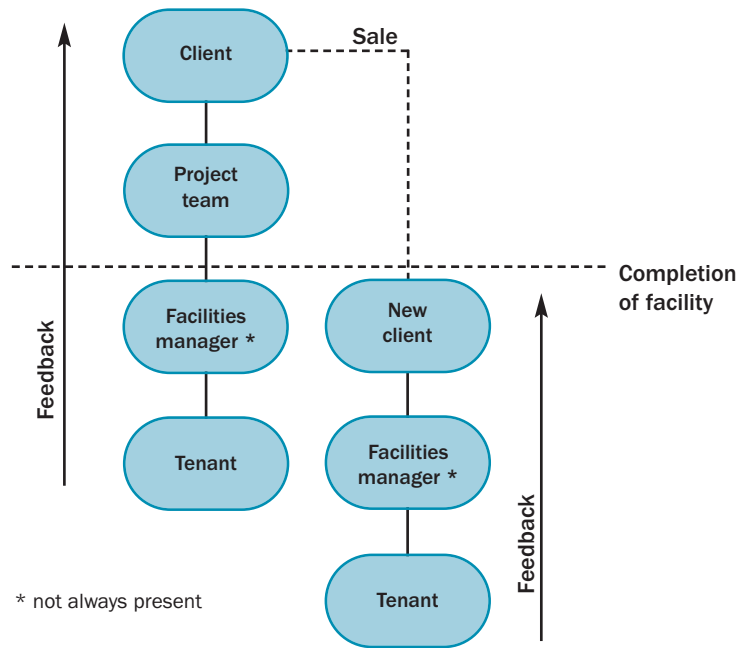 Client
Sale
Project
team
Completion
of facility
Facilities
manager *
New
client
Feedback
Tenant
Facilities
manager *
Feedback
Tenant
* not always present